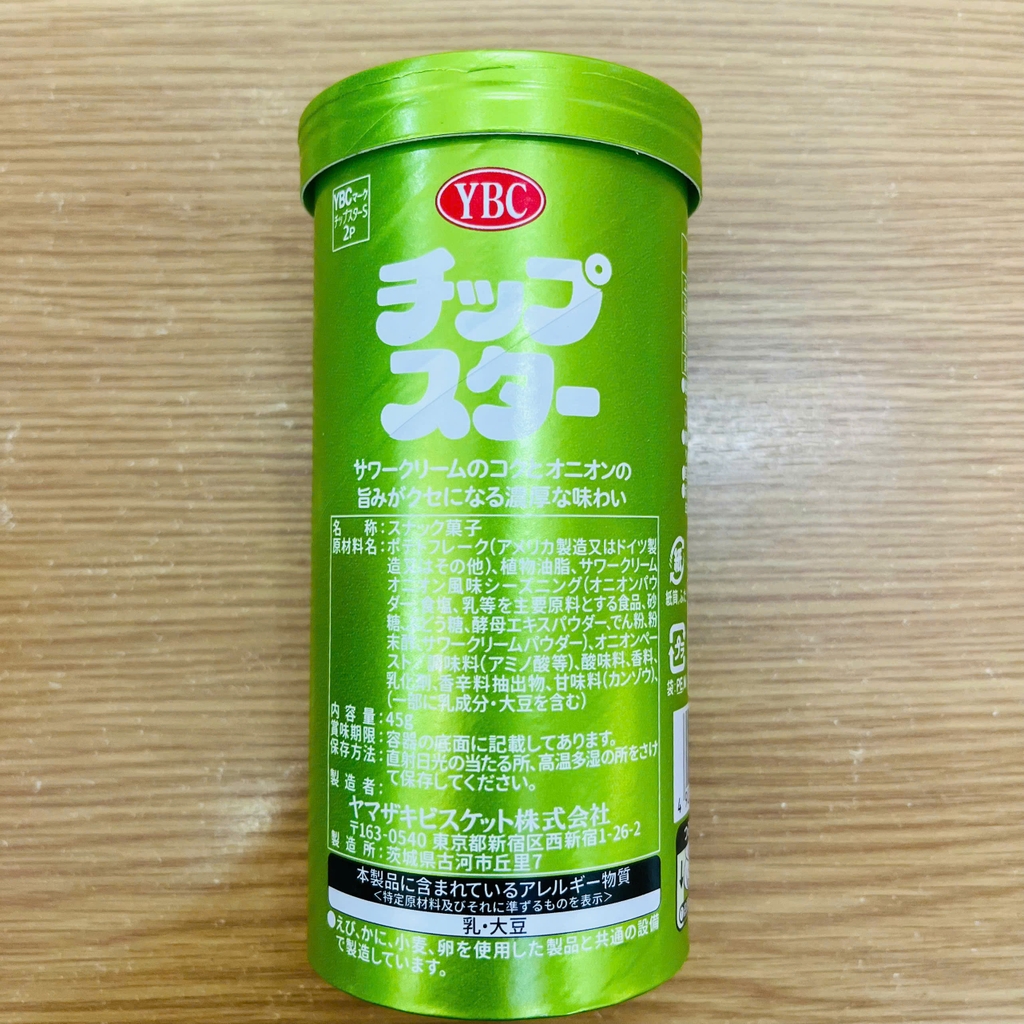 YBC
YBCマーク
チップスターS
2P
チップ
スター
サワークリームのコクとオニオンの
旨みがクセになる濃厚な味わい
名称:スナック菓子
原材料名:ポテトフレーク(アメリカ製造又はドイツ製
造又はその他)、植物油脂、サワークリーム
オニオン風味シーズニング(オニオンパウ
ダー、食塩、乳等を主要原料とする食品、砂
糖、ぶどう糖、酵母エキスパウダー、でん粉、粉
末酢、サワークリームパウダー)、オニオンペー
スト/調味料(アミノ酸等)、酸味料、香料、
乳化剤、香辛料抽出物、甘味料(カンゾウ)、
(一部に乳成分・大豆を含む)
内容量:45g
賞味期限:容器の底面に記載してあります。
保存方法:直射日光の当たる所、高温多湿の所をさけ
て保存してください。
製造者:
ヤマザキビスケット株式会社
〒163-0540 東京都新宿区西新宿1-26-2
製造所:茨城県古河市丘里7
本製品に含まれているアレルギー物質
<特定原材料及びそれに準ずるものを表示>
乳・大豆
●えび、かに、小麦、卵を使用した製品と共通の設備
で製造しています。
紙
プラ